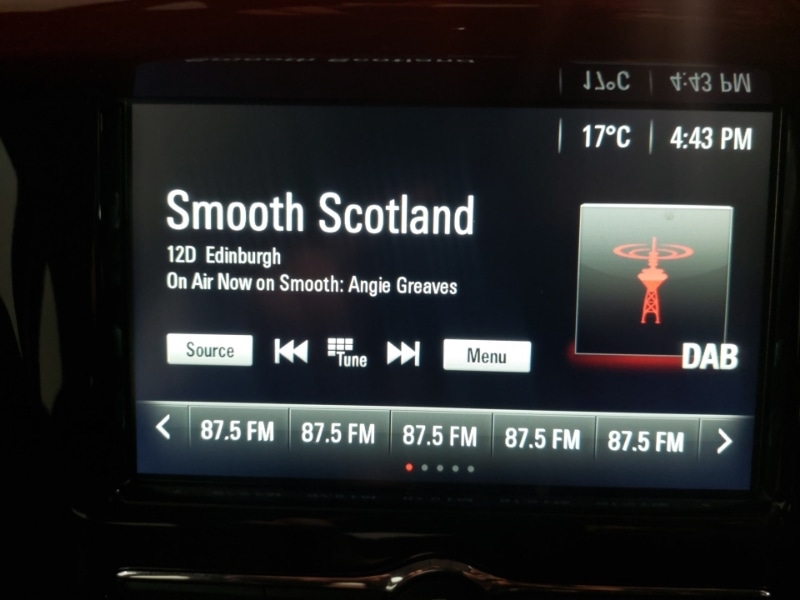 17°C 4:43 PM
Smooth Scotland
12D Edinburgh
On Air Now on Smooth: Angie Greaves
Source Tune Menu
DAB
87.5 FM 87.5 FM 87.5 FM 87.5 FM 87.5 FM